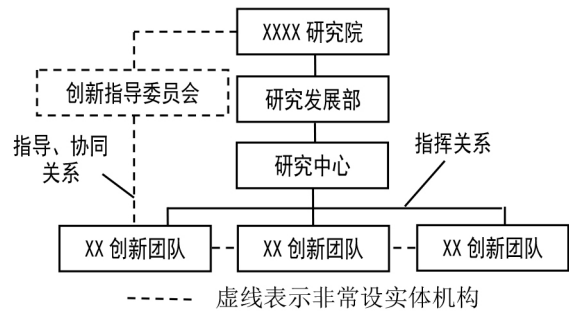 XXXX 研究院
创新指导委员会
研究发展部
指导、协同
关系
研究中心
指挥关系
XX 创新团队
XX 创新团队
XX 创新团队
虚线表示非常设实体机构